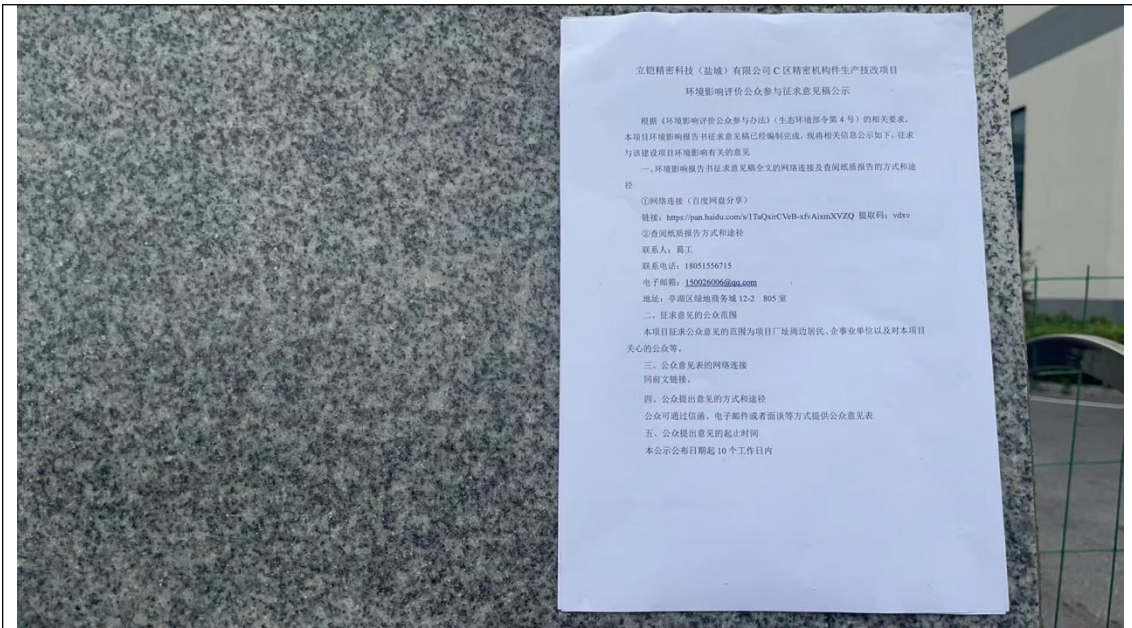 立铠精密科技（盐城）有限公司 C 区精密机构件生产技改项目
环境影响评价公众参与征求意见稿公示
根据《环境影响评价公众参与办法》（生态环境部令第 4 号）的相关要求，
本项目环境影响报告书征求意见稿已经编制完成，现将相关信息公示如下，征求
与该建设项目环境影响有关的意见
一、环境影响报告书征求意见稿全文的网络连接及查阅纸质报告的方式和途
径
①网络连接（百度网盘分享）
链接：https://pan.baidu.com/s/1TaQxirCVeB-xfvAixmXVZQ 提取码：vdxv
②查阅纸质报告方式和途径
联系人：葛工
联系电话：18051556715
电子邮箱：150026006@qq.com
地址：亭湖区绿地商务城 12-2 805 室
二、征求意见的公众范围
本项目征求公众意见的范围为项目厂址周边居民、企事业单位以及对本项目
关心的公众等。
三、公众意见表的网络连接
同前文链接。
四、公众提出意见的方式和途径
公众可通过信函、电子邮件或者面谈等方式提供公众意见表
五、公众提出意见的起止时间
本公示公布日期起 10 个工作日内